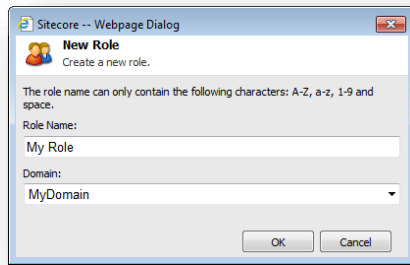 Sitecore -- Webpage Dialog
New Role
Create a new role.
The role name can only contain the following characters: A-Z, a-z, 1-9 and
space.
Role Name:
My Role
Domain:
MyDomain
OK Cancel